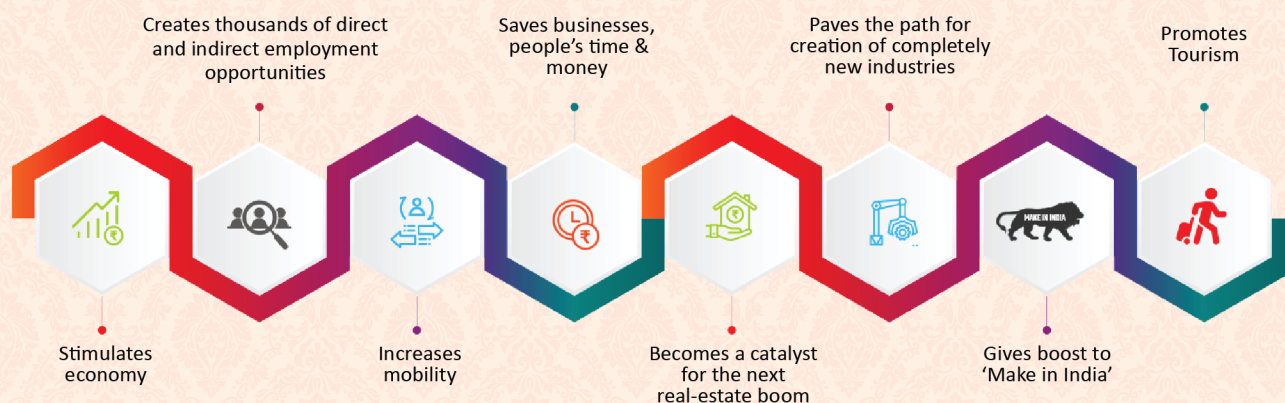 Creates thousands of direct
and indirect employment
opportunities
Saves businesses,
people's time &
money
Paves the path for
creation of completely
new industries
Promotes
Tourism
MAKE IN INDIA
Stimulates
economy
Increases
mobility
Becomes a catalyst
for the next
real-estate boom
Gives boost to
‘Make in India’